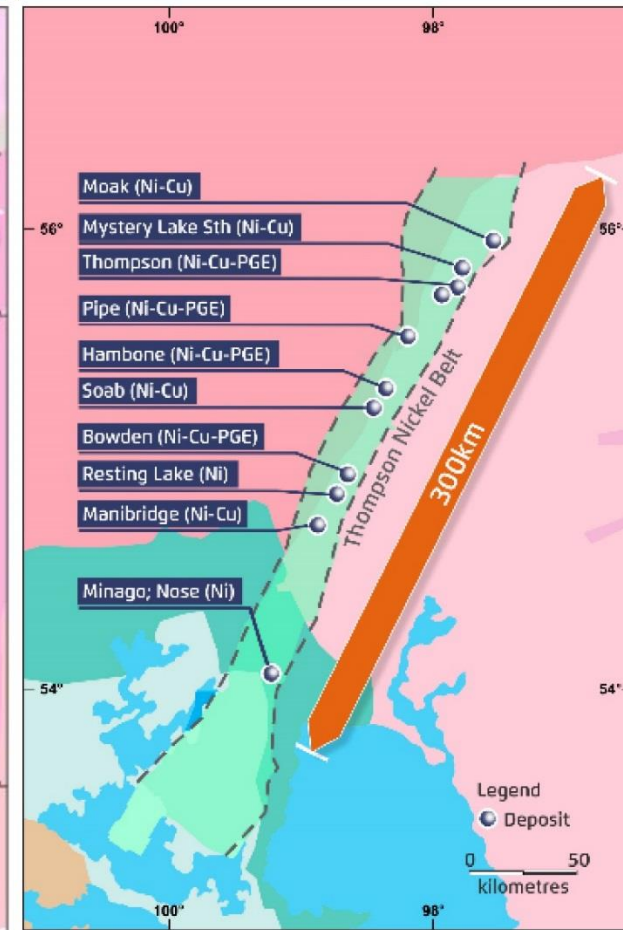 100°
98°
56°
56°
Moak (Ni-Cu)
Mystery Lake Sth (Ni-Cu)
Thompson (Ni-Cu-PGE)
Pipe (Ni-Cu-PGE)
Hambone (Ni-Cu-PGE)
Soab (Ni-Cu)
Bowden (Ni-Cu-PGE)
Resting Lake (Ni)
Manibridge (Ni-Cu)
Minago; Nose (Ni)
Thompson Nickel Belt
300km
54°
54°
Legend
Deposit
0 50
kilometres
100°
98°